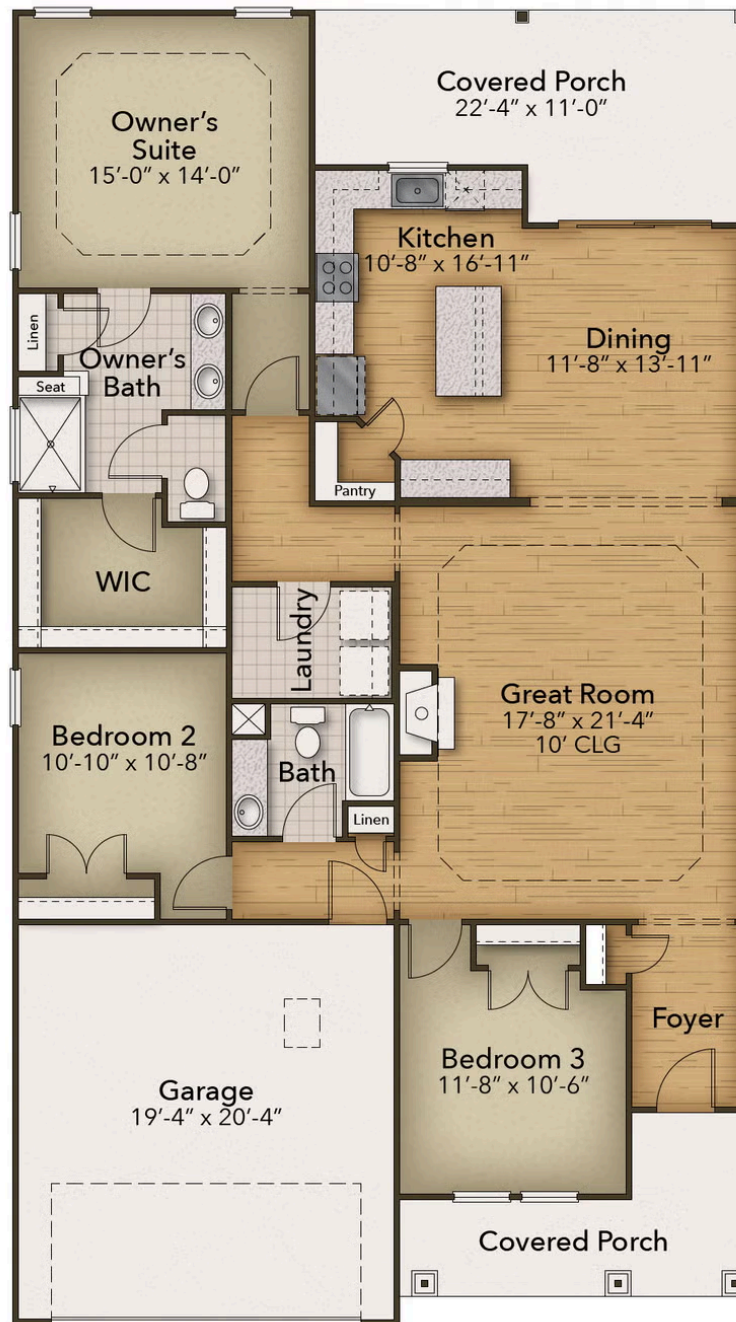 Covered Porch
22'-4" x 11'-0"
Owner's
Suite
15'-0" x 14'-0"
Kitchen
10'-8" x 16'-11"
Dining
11'-8" x 13'-11"
Linen
Owner's
Bath
Seat
Pantry
WIC
Laundry
Great Room
17'-8" x 21'-4"
10' CLG
Bedroom 2
10'-10" x 10'-8"
Bath
Linen
Foyer
Bedroom 3
11'-8" x 10'-6"
Garage
19'-4" x 20'-4"
Covered Porch